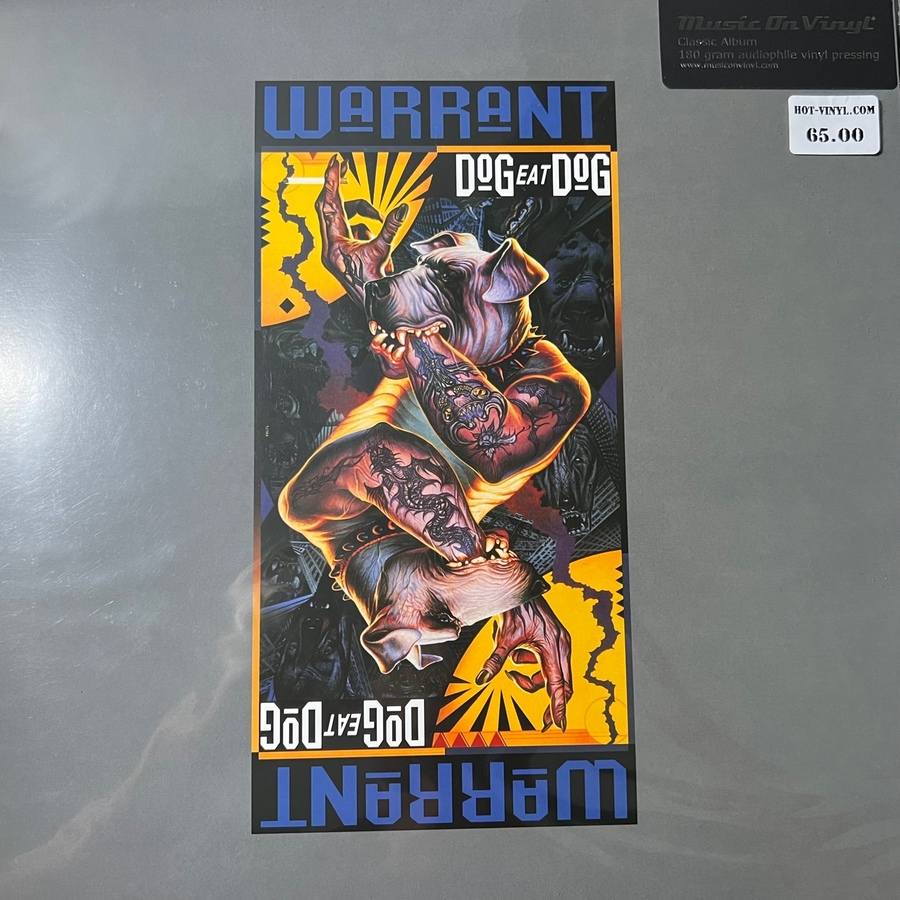 Music On Vinyl
Classic Album
180 gram audiophile vinyl pressing
www.musiconvinyl.com
HOT-VINYL.COM
65.00
WARRANT
DOG EAT DOG
DOG EAT DOG
WARRANT